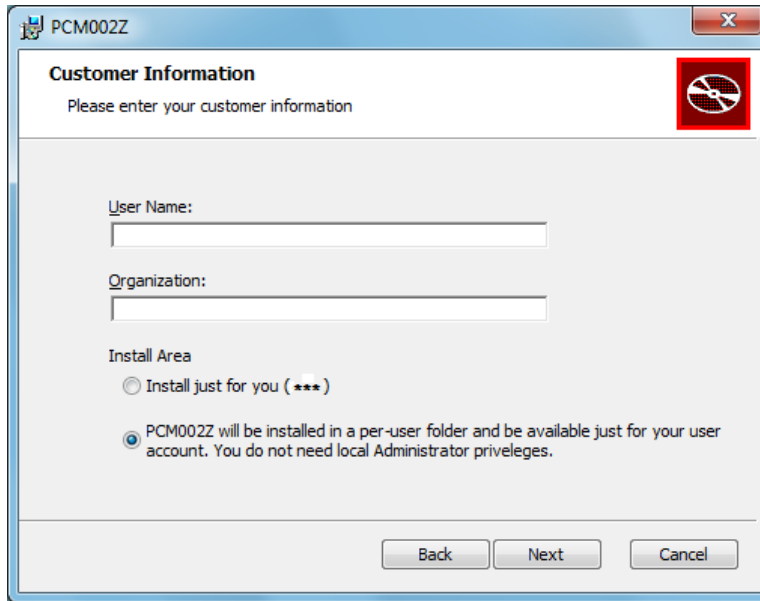 PCM002Z
Customer Information
Please enter your customer information
User Name:
Organization:
Install Area
Install just for you ( *** )
PCM002Z will be installed in a per-user folder and be available just for your user
account. You do not need local Administrator priveleges.
Back Next Cancel